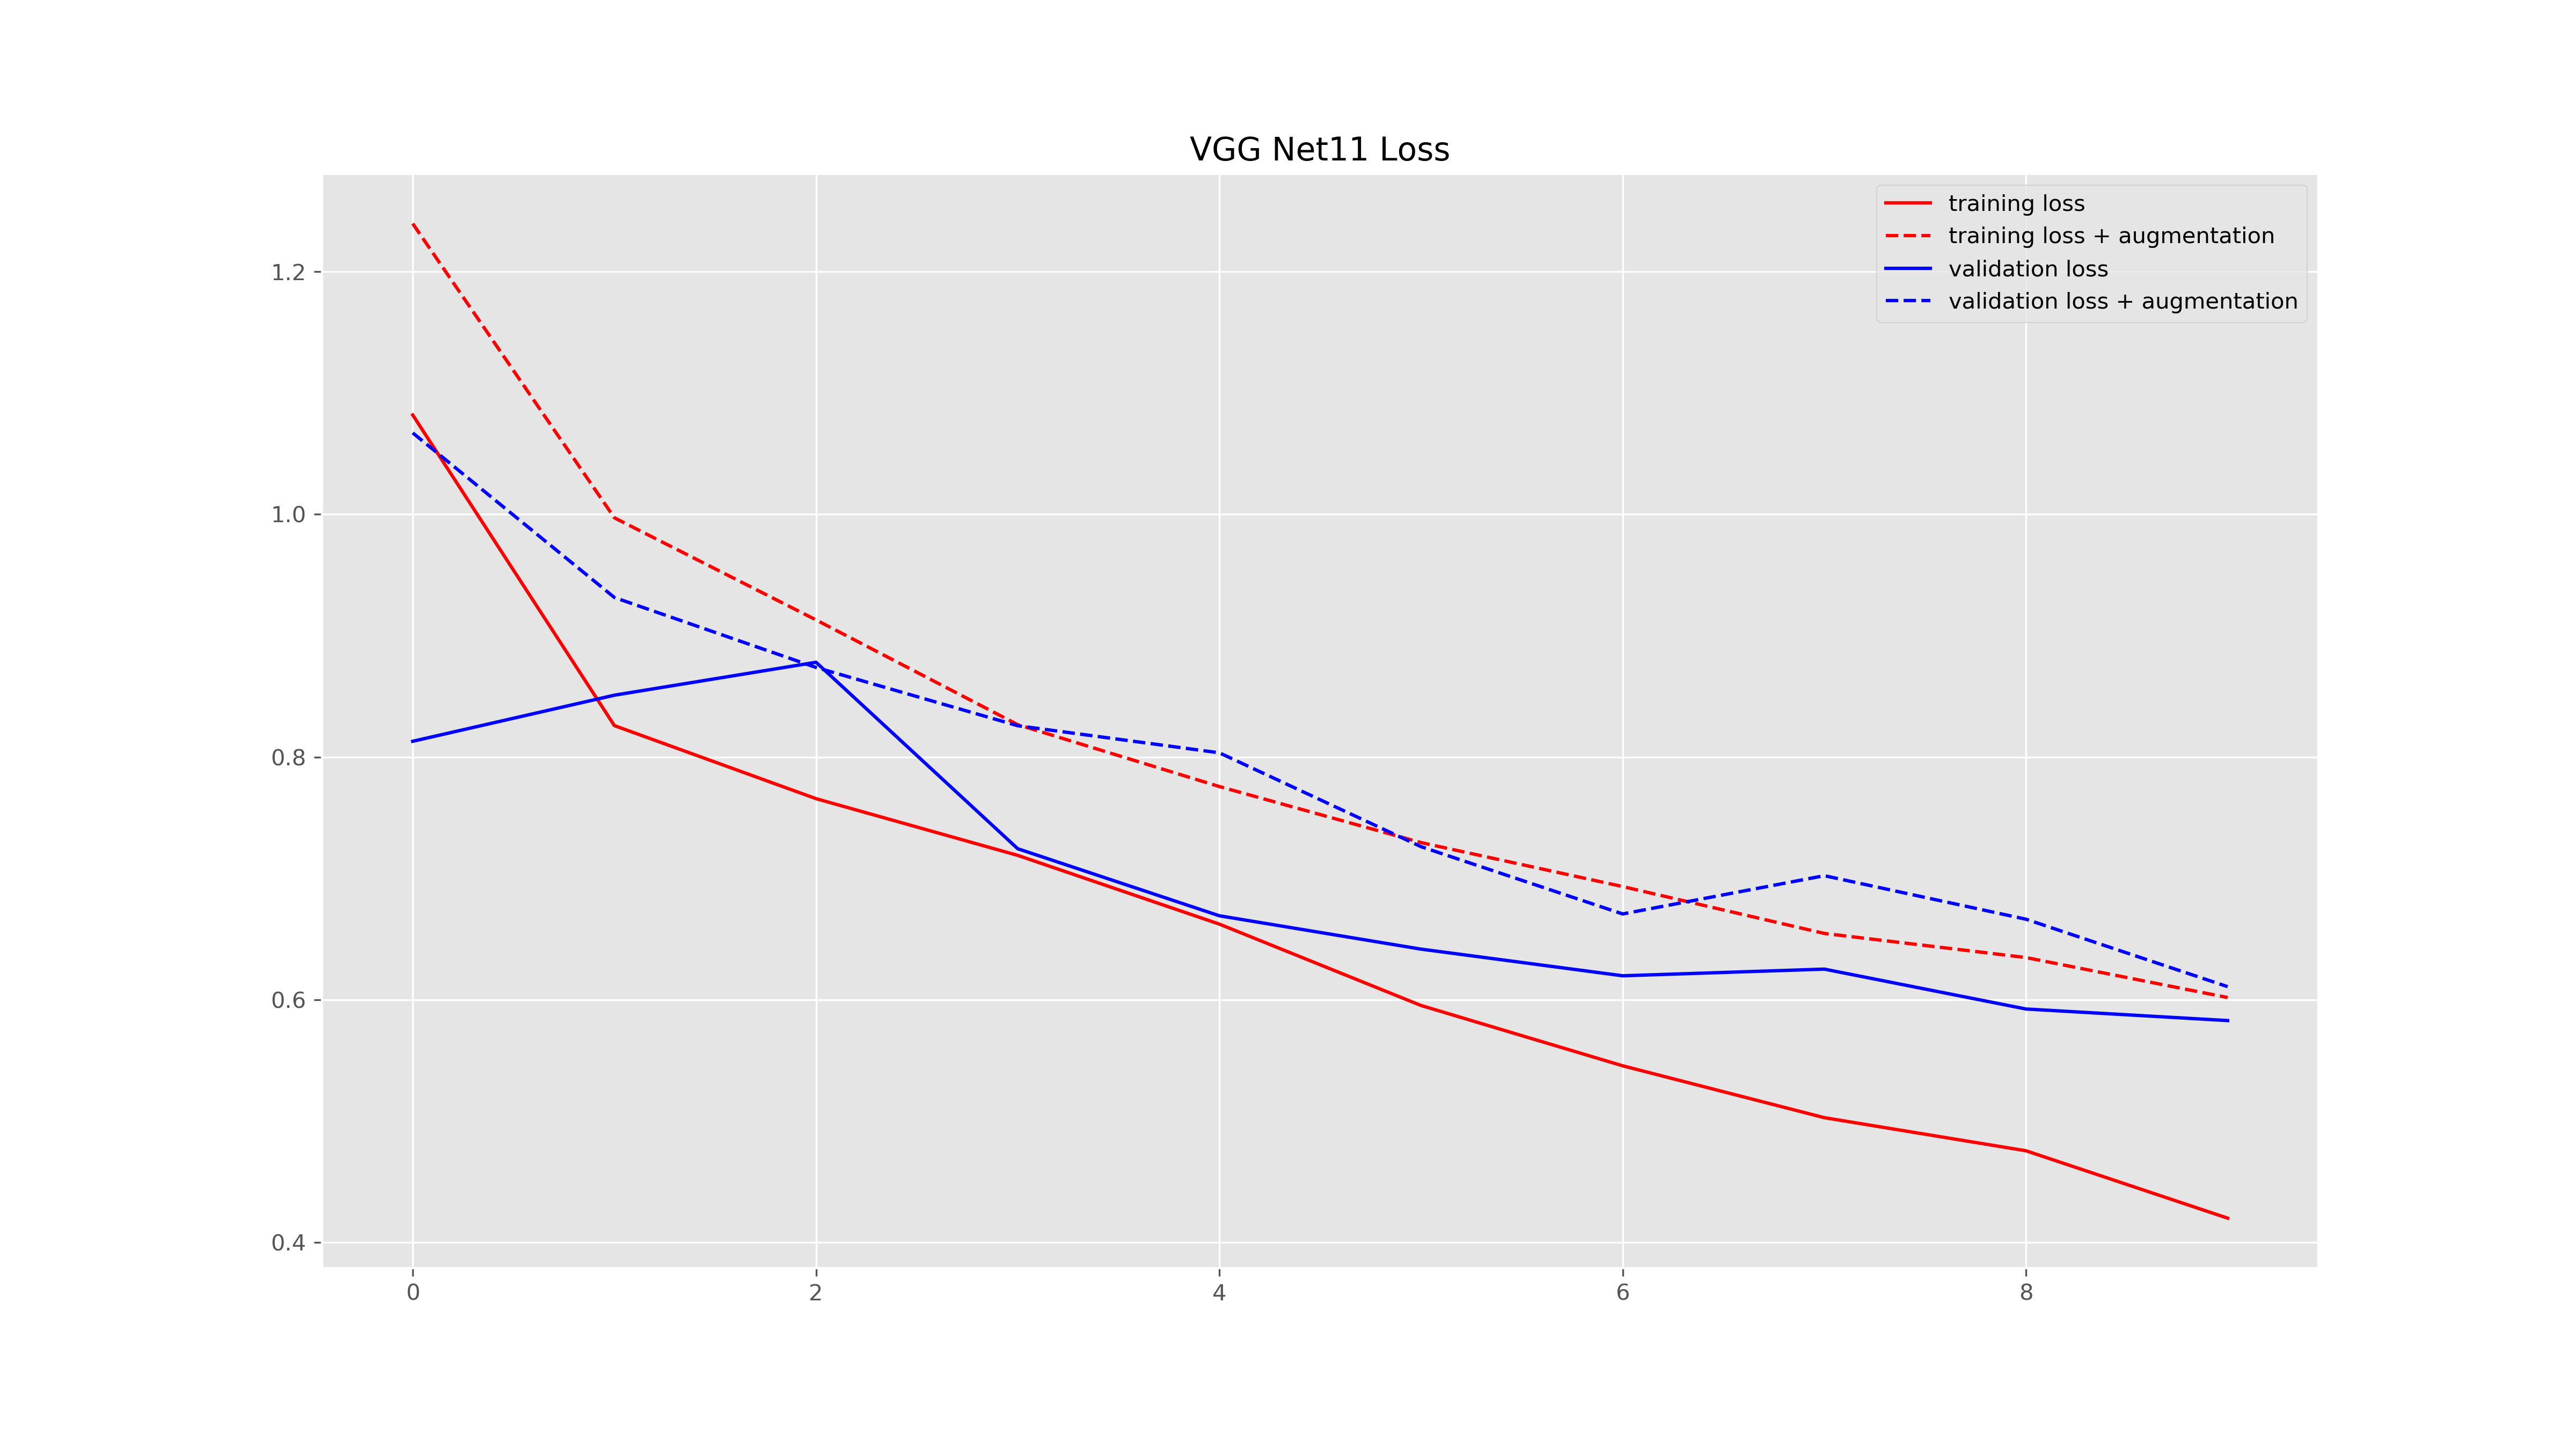 VGG Net11 Loss
training loss
training loss + augmentation
validation loss
validation loss + augmentation
1.2
1.0
0.8
0.6
0.4
0 2 4 6 8